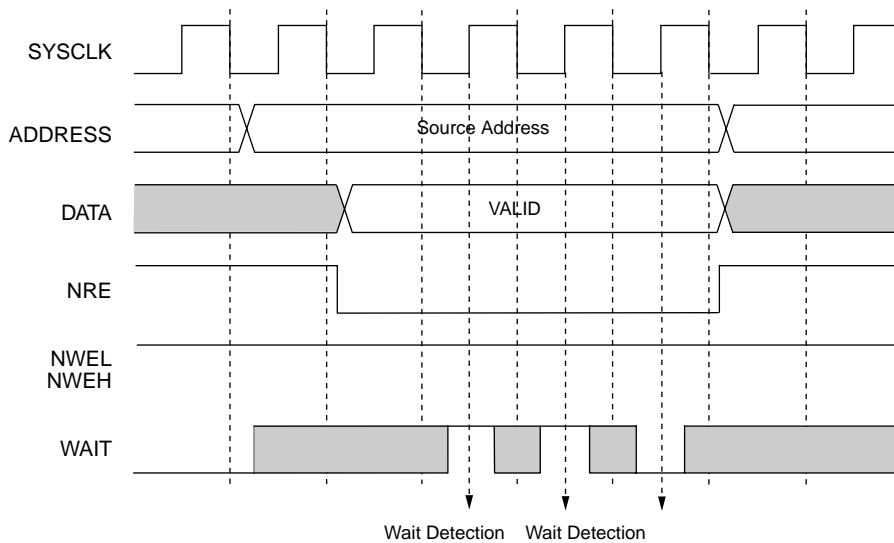 SYSCLK
ADDRESS
Source Address
DATA
VALID
NRE
NWEL
NWEH
WAIT
Wait Detection
Wait Detection